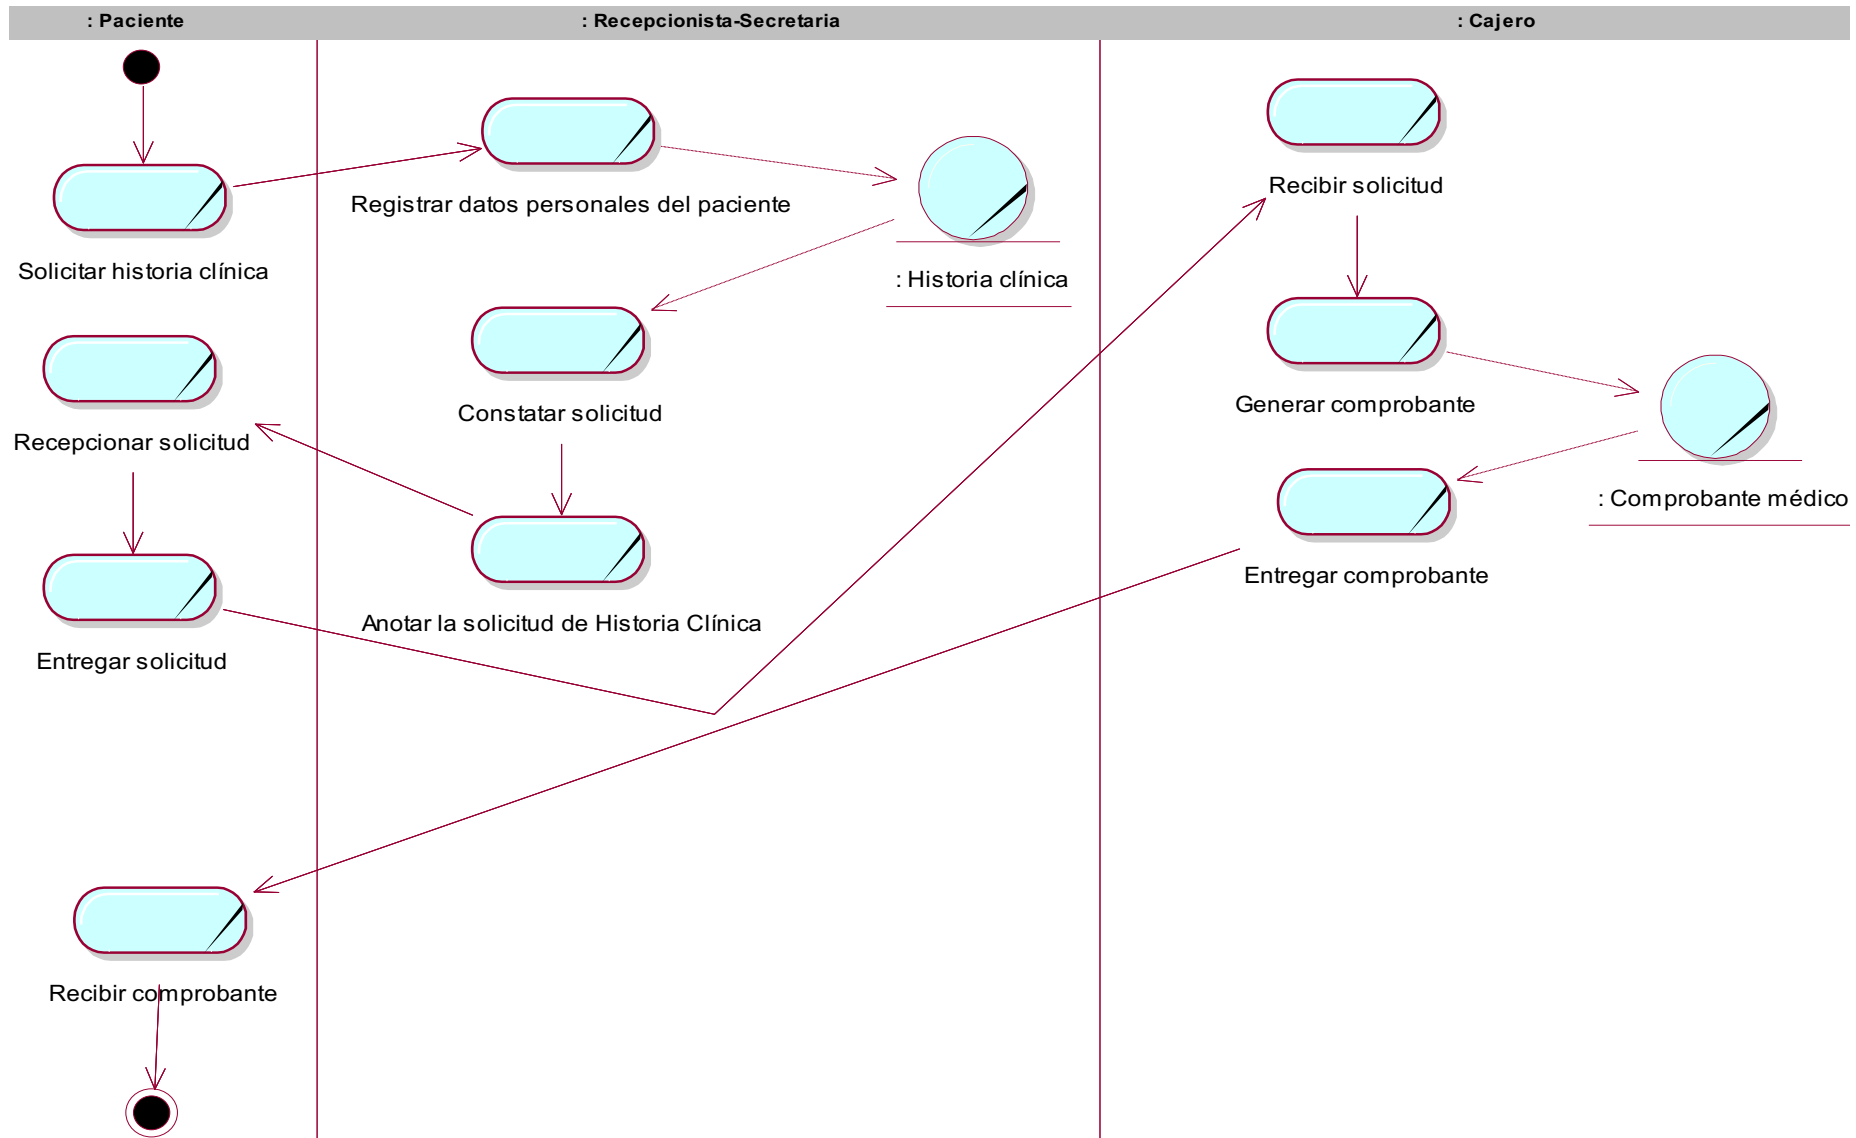 : Paciente
: Recepcionista-Secretaria
: Cajero
Solicitar historia clínica
Registrar datos personales del paciente
: Historia clínica
Constatar solicitud
Anotar la solicitud de Historia Clínica
Recepcionar solicitud
Entregar solicitud
Recibir solicitud
Generar comprobante
: Comprobante médico
Entregar comprobante
Recibir comprobante